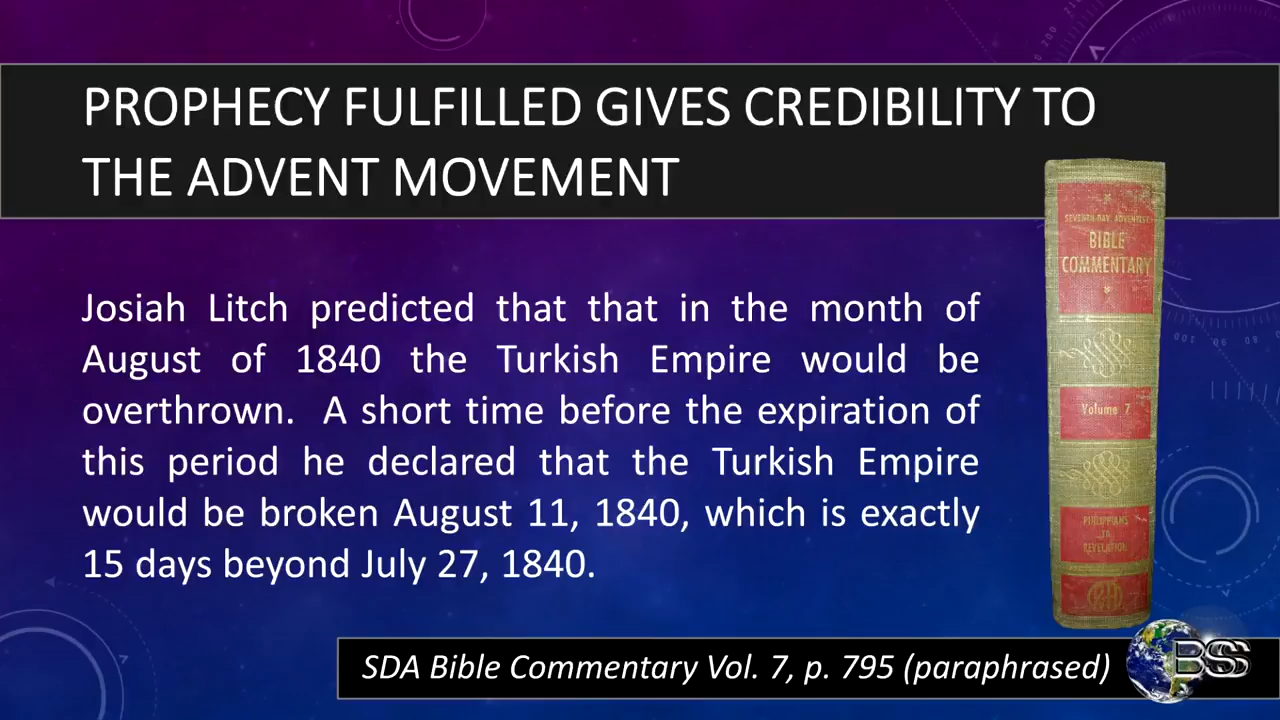 PROPHECY FULFILLED GIVES CREDIBILITY TO
THE ADVENT MOVEMENT
SEVENTH-DAY ADVENTIST
BIBLE
COMMENTARY
Volume 7
PHILIPPIANS
TO
REVELATION
RH
Josiah Litch predicted that that in the month of
August of 1840 the Turkish Empire would be
overthrown. A short time before the expiration of
this period he declared that the Turkish Empire
would be broken August 11, 1840, which is exactly
15 days beyond July 27, 1840.
SDA Bible Commentary Vol. 7, p. 795 (paraphrased)
BSS